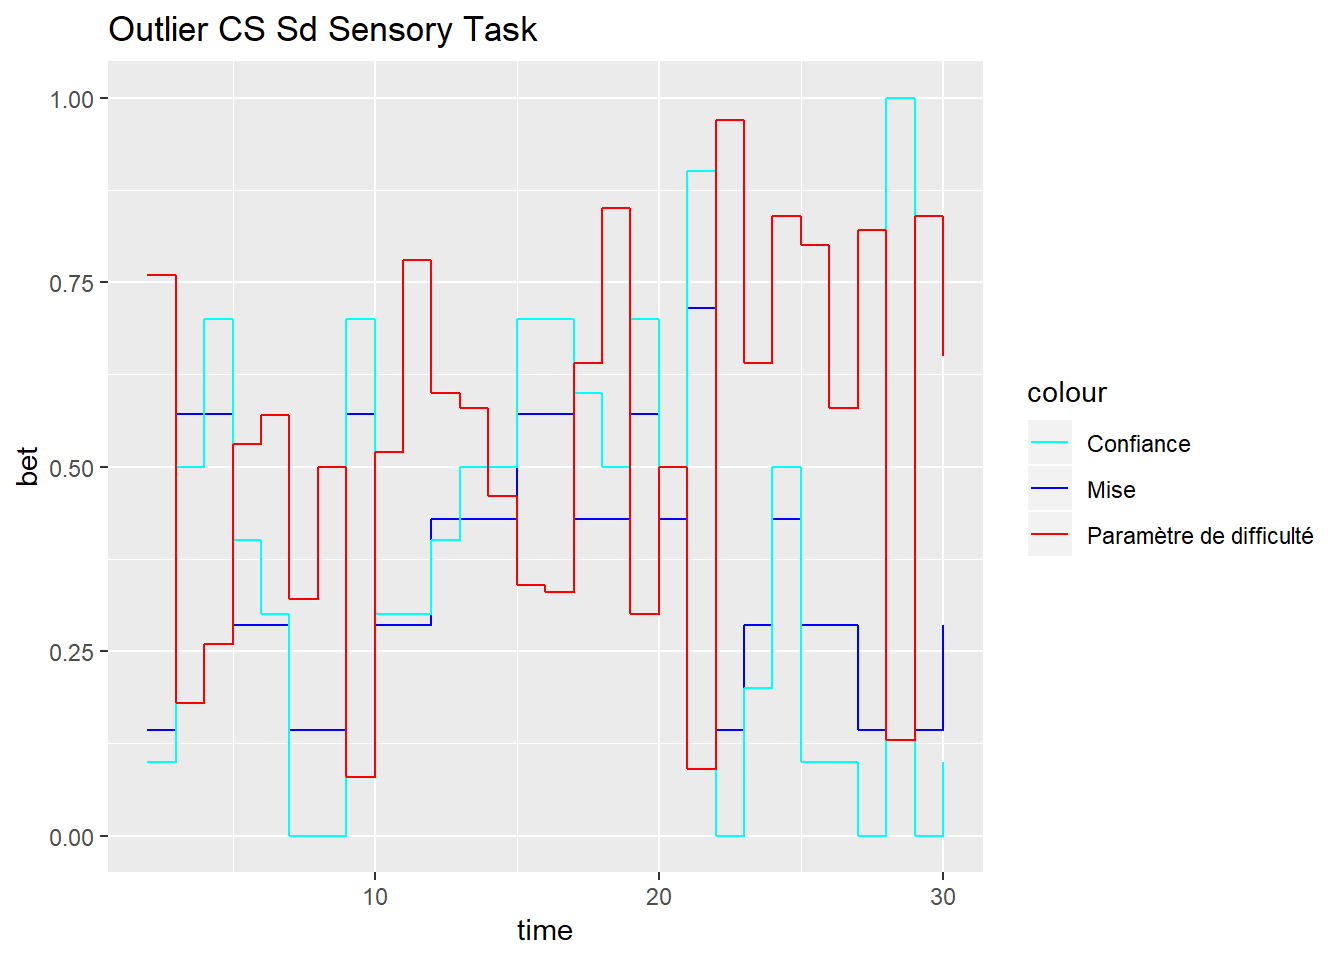 Outlier CS Sd Sensory Task
1.00
0.75
0.50
0.25
0.00
bet
10 20 30
time
colour
Confiance
Mise
Paramètre de difficulté